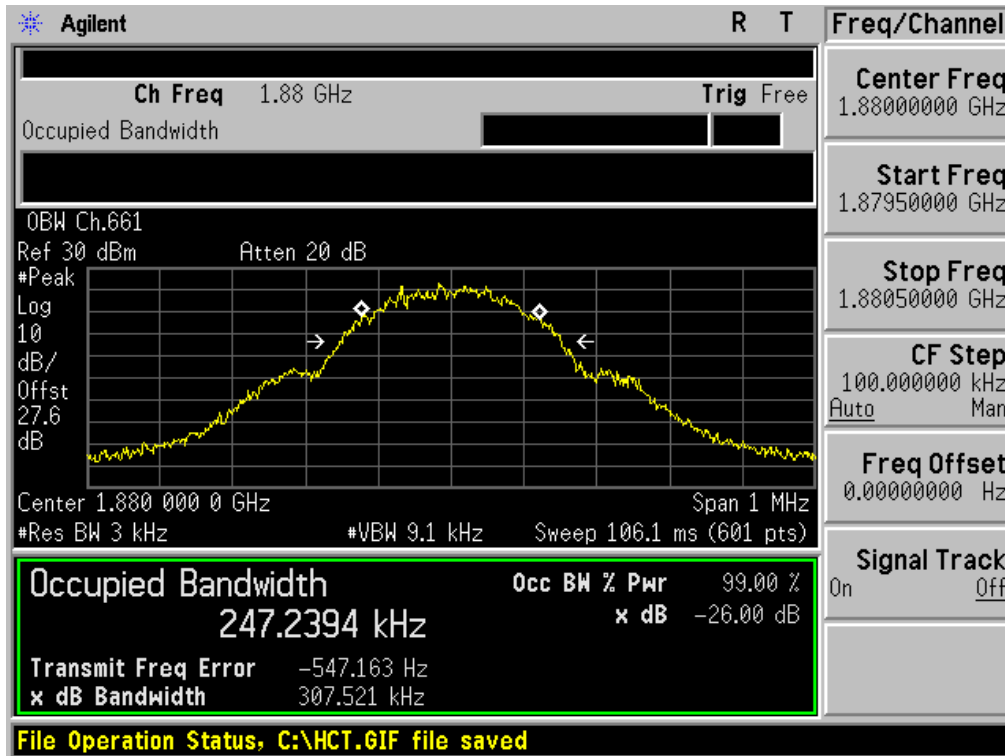 Agilent R T Freq/Channel
Ch Freq 1.88 GHz Trig Free
Occupied Bandwidth
Center Freq
1.88000000 GHz
Start Freq
1.87950000 GHz
Stop Freq
1.88050000 GHz
CF Step
100.000000 kHz
Auto Man
Freq Offset
0.00000000 Hz
Signal Track
On Off
OBW Ch.661
Ref 30 dBm Atten 20 dB
#Peak
Log
10
dB/
Offst
27.6
dB
Center 1.880 000 0 GHz Span 1 MHz
#Res BW 3 kHz #VBW 9.1 kHz Sweep 106.1 ms (601 pts)
Occupied Bandwidth Occ BW % Pwr 99.00 %
247.2394 kHz x dB -26.00 dB
Transmit Freq Error -547.163 Hz
x dB Bandwidth 307.521 kHz
File Operation Status, C:\HCT.GIF file saved